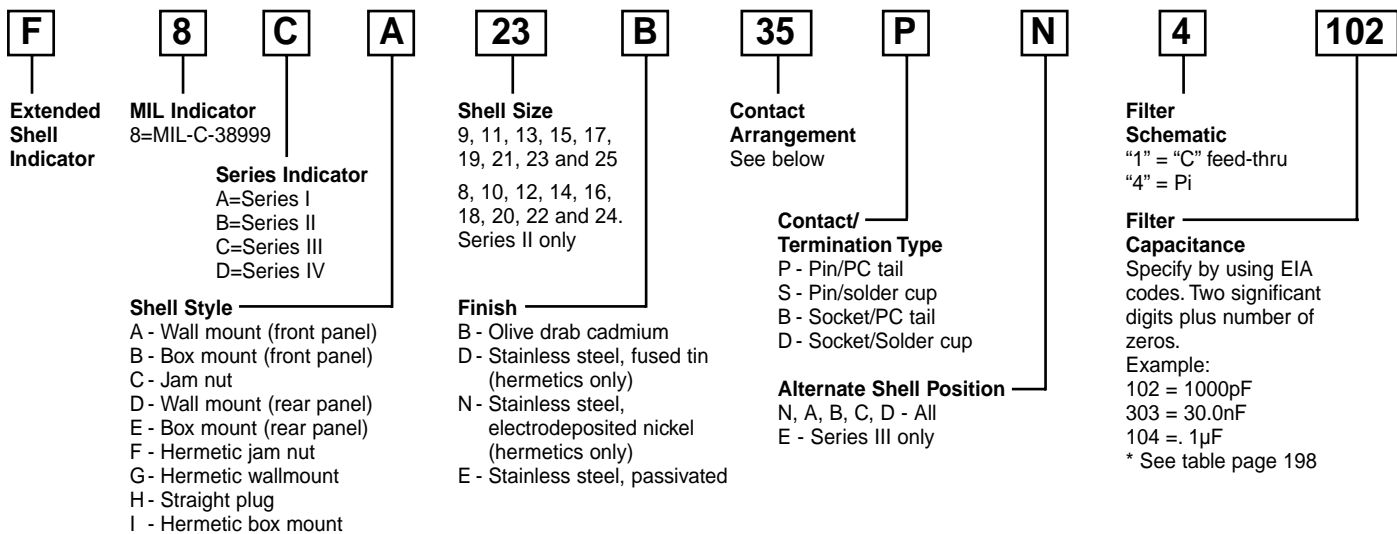 F 8 C A 23 B 35 P N 4 102
Extended
Shell
Indicator
MIL Indicator
8=MIL-C-38999
Series Indicator
A=Series I
B=Series II
C=Series III
D=Series IV
Shell Style
A - Wall mount (front panel)
B - Box mount (front panel)
C - Jam nut
D - Wall mount (rear panel)
E - Box mount (rear panel)
F - Hermetic jam nut
G - Hermetic wallmount
H - Straight plug
I - Hermetic box mount
Shell Size
9, 11, 13, 15, 17,
19, 21, 23 and 25
8, 10, 12, 14, 16,
18, 20, 22 and 24.
Series II only
Finish
B - Olive drab cadmium
D - Stainless steel, fused tin
(hermetics only)
N - Stainless steel,
electrodeposited nickel
(hermetics only)
E - Stainless steel, passivated
Contact
Arrangement
See below
Contact/
Termination Type
P - Pin/PC tail
S - Pin/solder cup
B - Socket/PC tail
D - Socket/Solder cup
Alternate Shell Position
N, A, B, C, D - All
E - Series III only
Filter
Schematic
“1” = “C” feed-thru
“4” = Pi
Filter
Capacitance
Specify by using EIA
codes. Two significant
digits plus number of
zeros.
Example:
102 = 1000pF
303 = 30.0nF
104 =. 1µF
* See table page 198